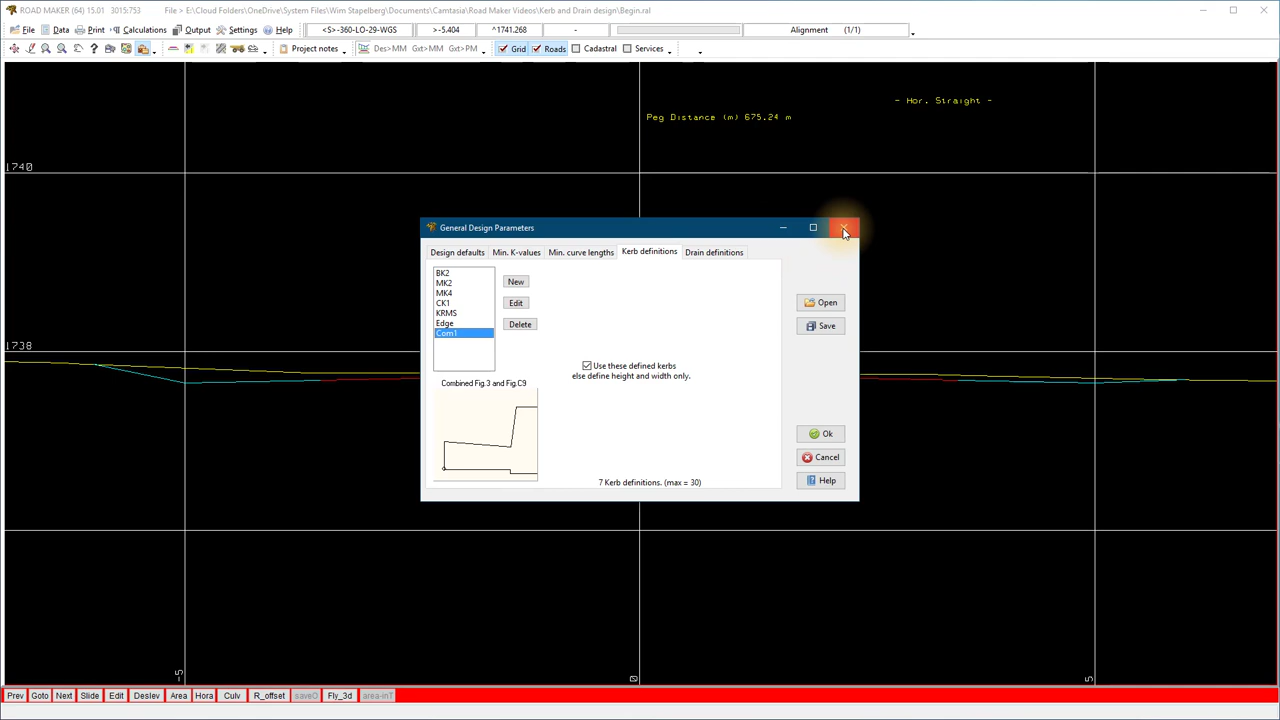 ROAD MAKER (64) 15.01 3015:753 File > E:\Cloud Folders\OneDrive\System Files\Wim Stapelberg\Documents\Camtasia\Road Maker Videos\Kerb and Drain design\Begin.ral
File Data Print Calculations Output Settings Help <S>-360-LO-29-WGS >-5.404 ^1741.268 - Alignment (1/1)
Project notes Des>MM Gxt>MM Gxt>PM Grid Roads Cadastral Services
- Hor. Straight -
Peg Distance (m) 675.24 m
1740
General Design Parameters
Design defaults Min. K-values Min. curve lengths Kerb definitions Drain definitions
BK2
MK2
MK4
CK1
KRMS
Edge
Com1
New
Edit
Delete
Open
Save
1738
Use these defined kerbs
else define height and width only.
Combined Fig.3 and Fig.C9
Ok
Cancel
Help
7 Kerb definitions. (max = 30)
-5
0
5
Prev Goto Next Slide Edit Deslev Area Hora Culv R_offset saveO Fly_3d area-inT